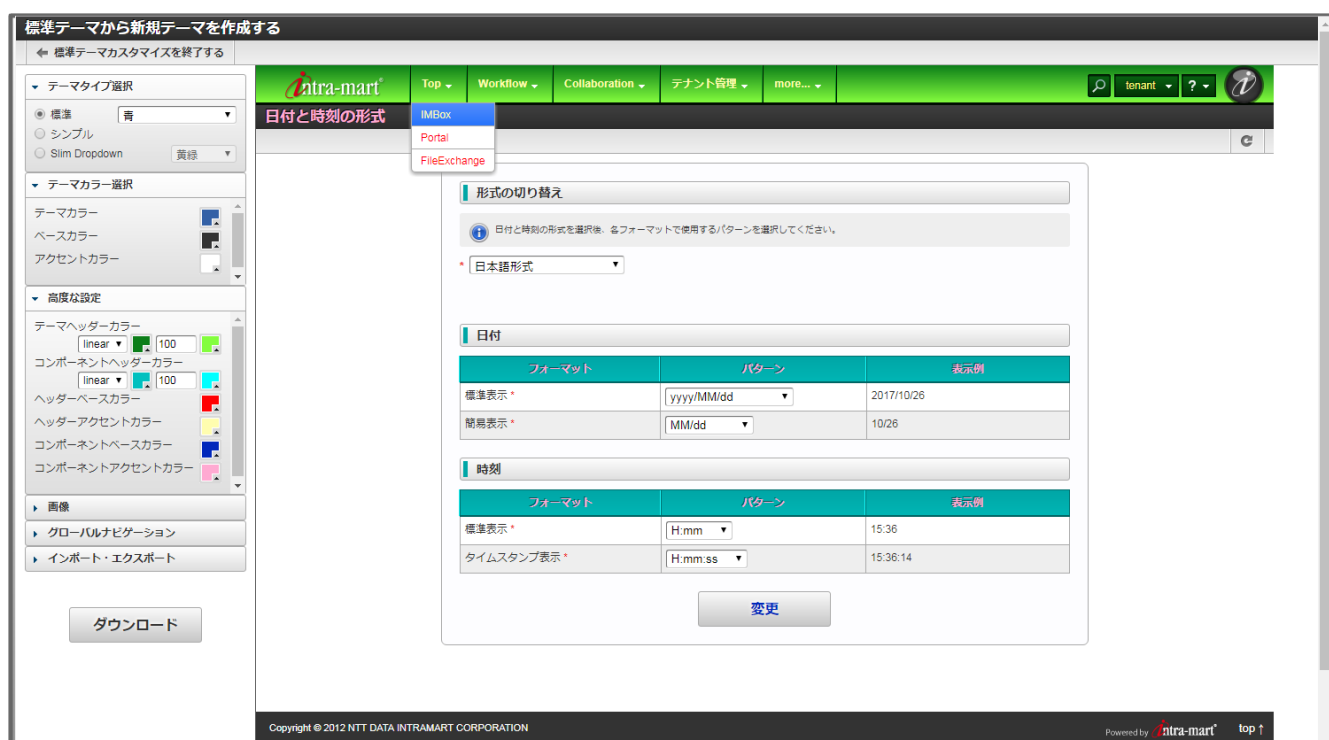 標準テーマから新規テーマを作成する
標準テーマカスタマイズを終了する
テーマタイプ選択
標準 青
シンプル
Slim Dropdown 黄緑
テーマカラー選択
テーマカラー
ベースカラー
アクセントカラー
高度な設定
テーマヘッダーカラー
linear 100
コンポーネントヘッダーカラー
linear 100
ヘッダーベースカラー
ヘッダーアクセントカラー
コンポーネントベースカラー
コンポーネントアクセントカラー
画像
グローバルナビゲーション
インポート・エクスポート
ダウンロード
intra-mart® Top Workflow Collaboration テナント管理 more... tenant ?
日付と時刻の形式
IMBox
Portal
FileExchange
形式の切り替え
日付と時刻の形式を選択後、各フォーマットで使用するパターンを選択してください。
* 日本語形式
日付
フォーマット パターン 表示例
標準表示 * yyyy/MM/dd 2017/10/26
簡易表示 * MM/dd 10/26
時刻
フォーマット パターン 表示例
標準表示 * H:mm 15:36
タイムスタンプ表示 * H:mm:ss 15:36:14
変更
Copyright © 2012 NTT DATA INTRAMART CORPORATION
Powered by intra-mart® top ↑